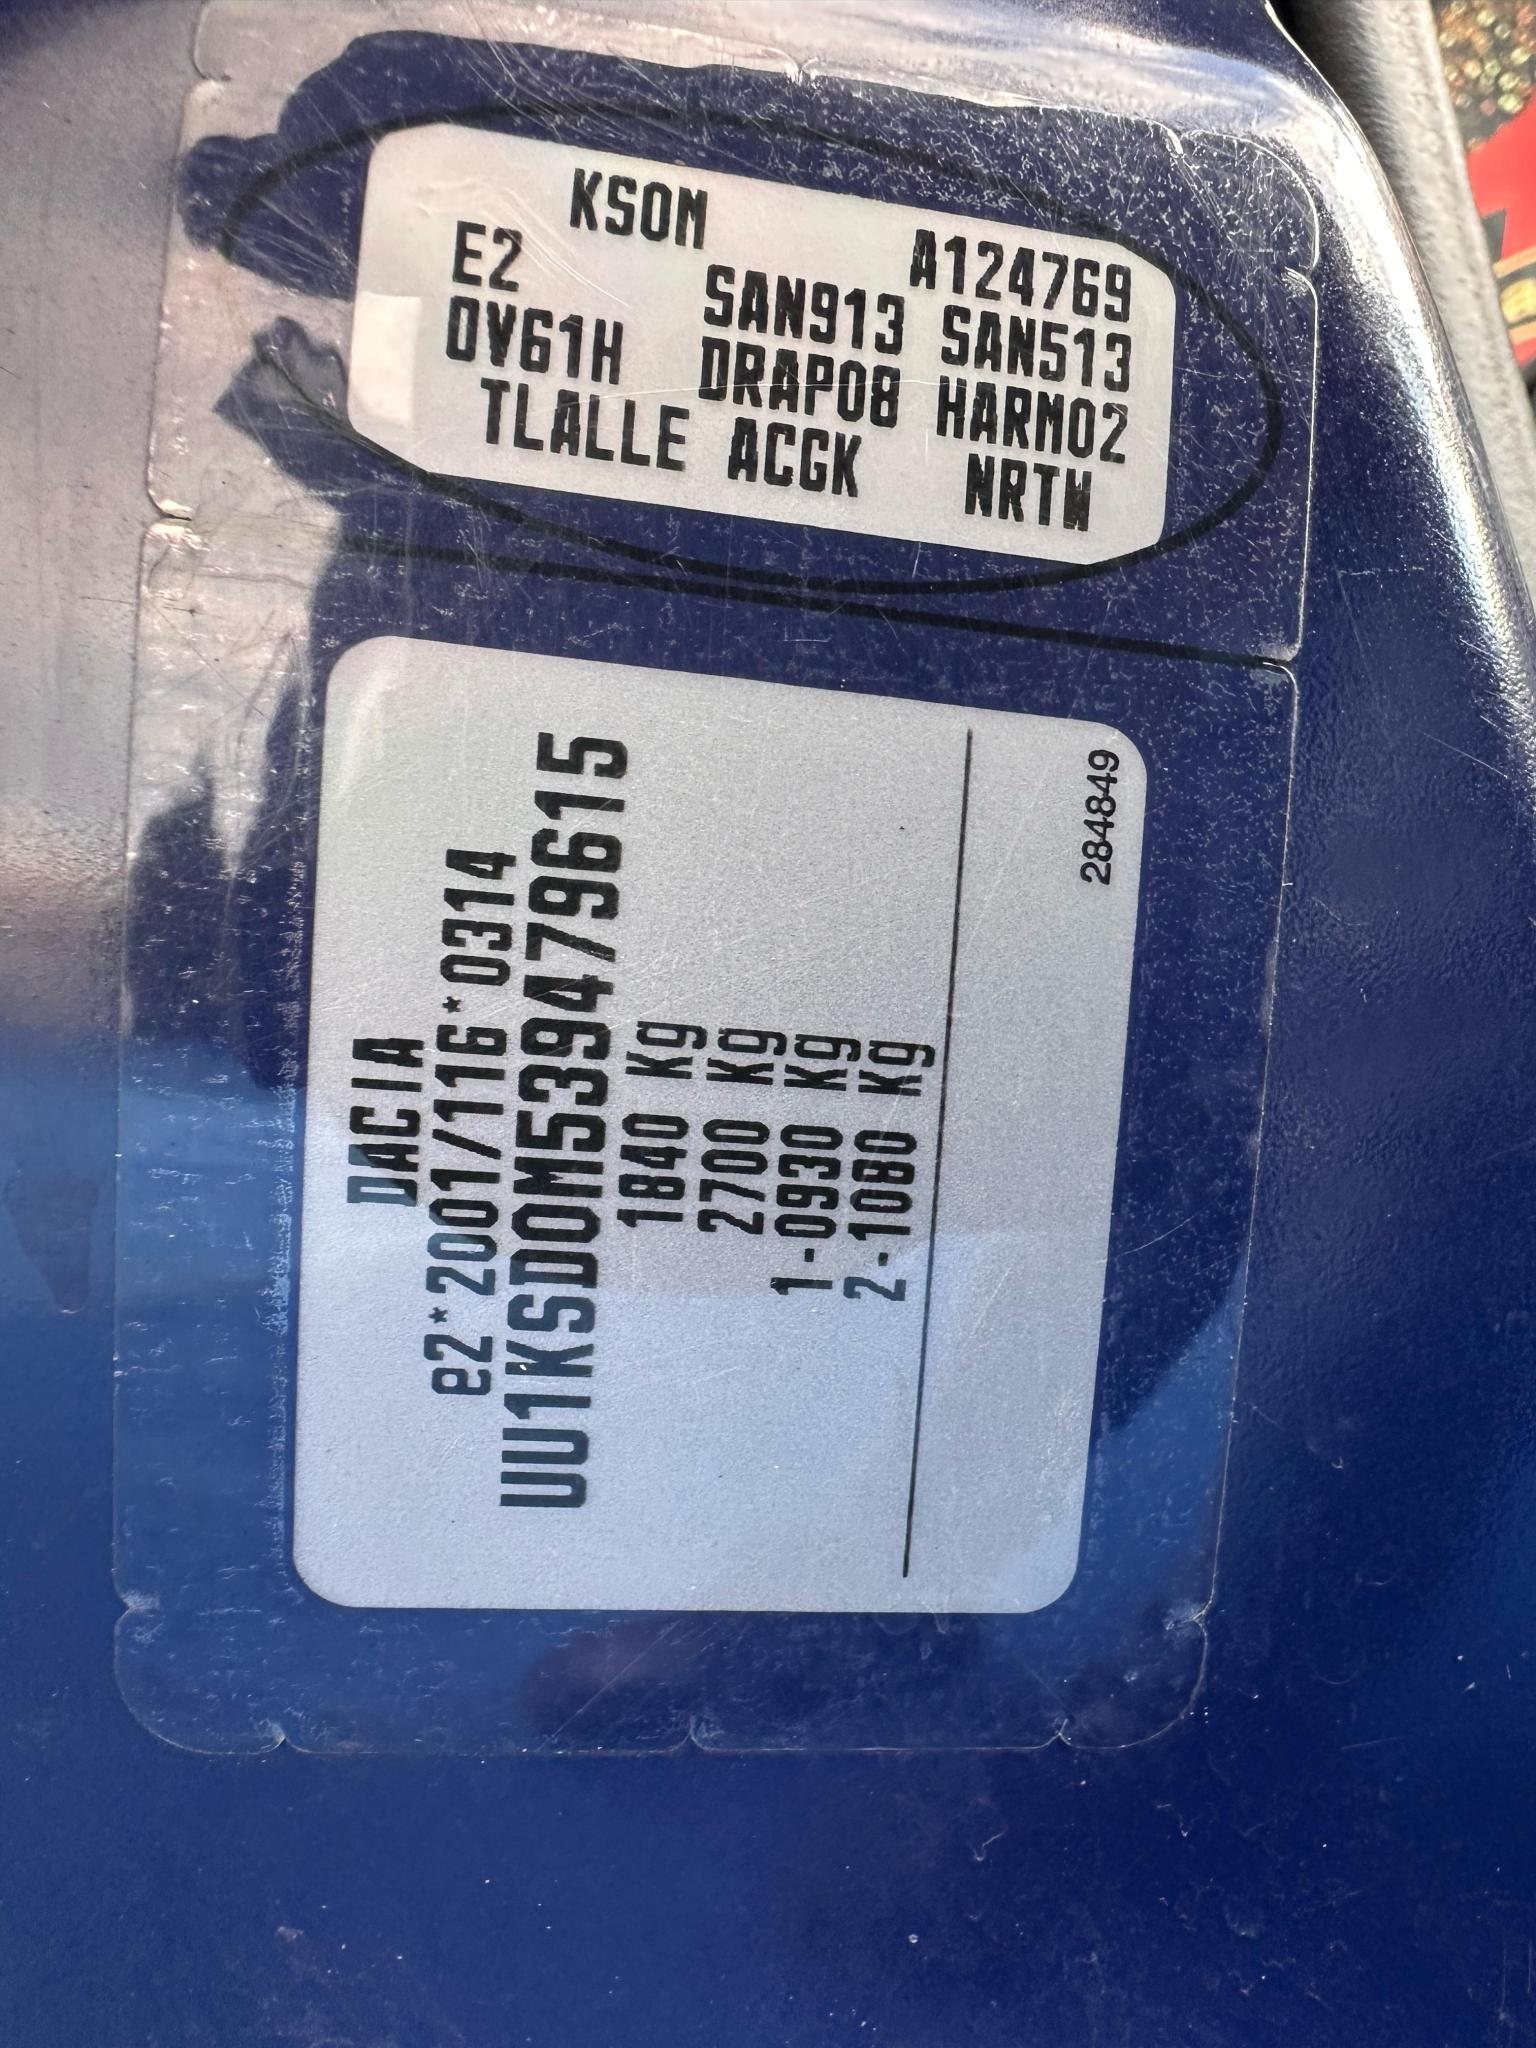 KS0M A124769
E2 SAN913 SAN513
0V61H DRAP08 HARM02
TLALLE ACGK NRTW
DACIA
e2*2001/116*0314
UU1KSD0M539479615
1840 Kg
2700 Kg
1-0930 Kg
2-1080 Kg
284849